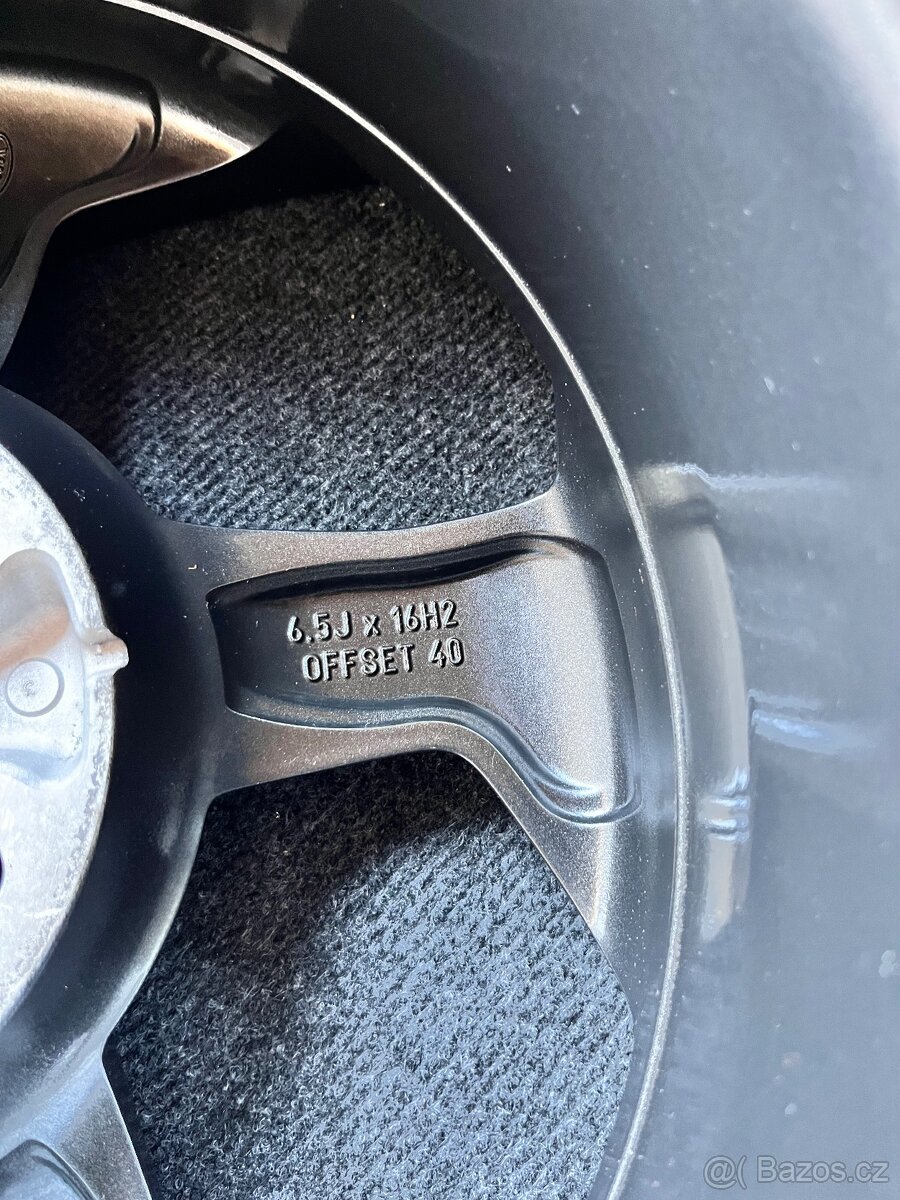 6.5J x 16H2
OFFSET 40
@( Bazos.cz